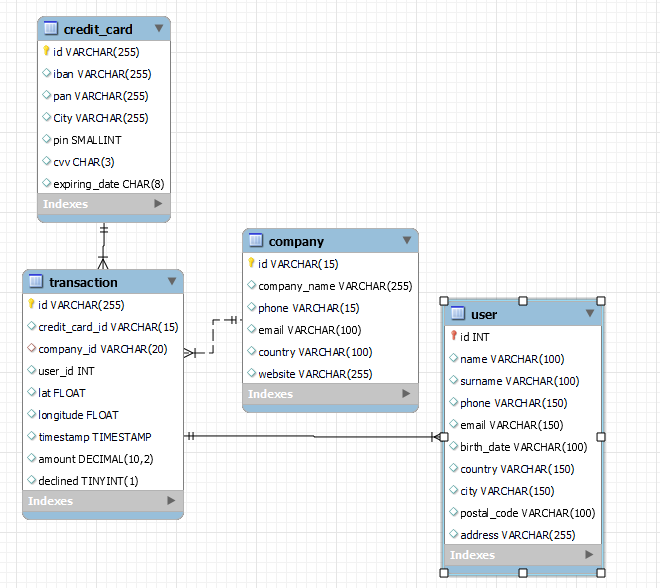 credit_card
id VARCHAR(255)
iban VARCHAR(255)
pan VARCHAR(255)
City VARCHAR(255)
pin SMALLINT
cvv CHAR(3)
expiring_date CHAR(8)
Indexes
company
id VARCHAR(15)
company_name VARCHAR(255)
phone VARCHAR(15)
email VARCHAR(100)
country VARCHAR(100)
website VARCHAR(255)
Indexes
transaction
id VARCHAR(255)
credit_card_id VARCHAR(15)
company_id VARCHAR(20)
user_id INT
lat FLOAT
longitude FLOAT
timestamp TIMESTAMP
amount DECIMAL(10,2)
declined TINYINT(1)
Indexes
user
id INT
name VARCHAR(100)
surname VARCHAR(100)
phone VARCHAR(150)
email VARCHAR(150)
birth_date VARCHAR(100)
country VARCHAR(150)
city VARCHAR(150)
postal_code VARCHAR(100)
address VARCHAR(255)
Indexes